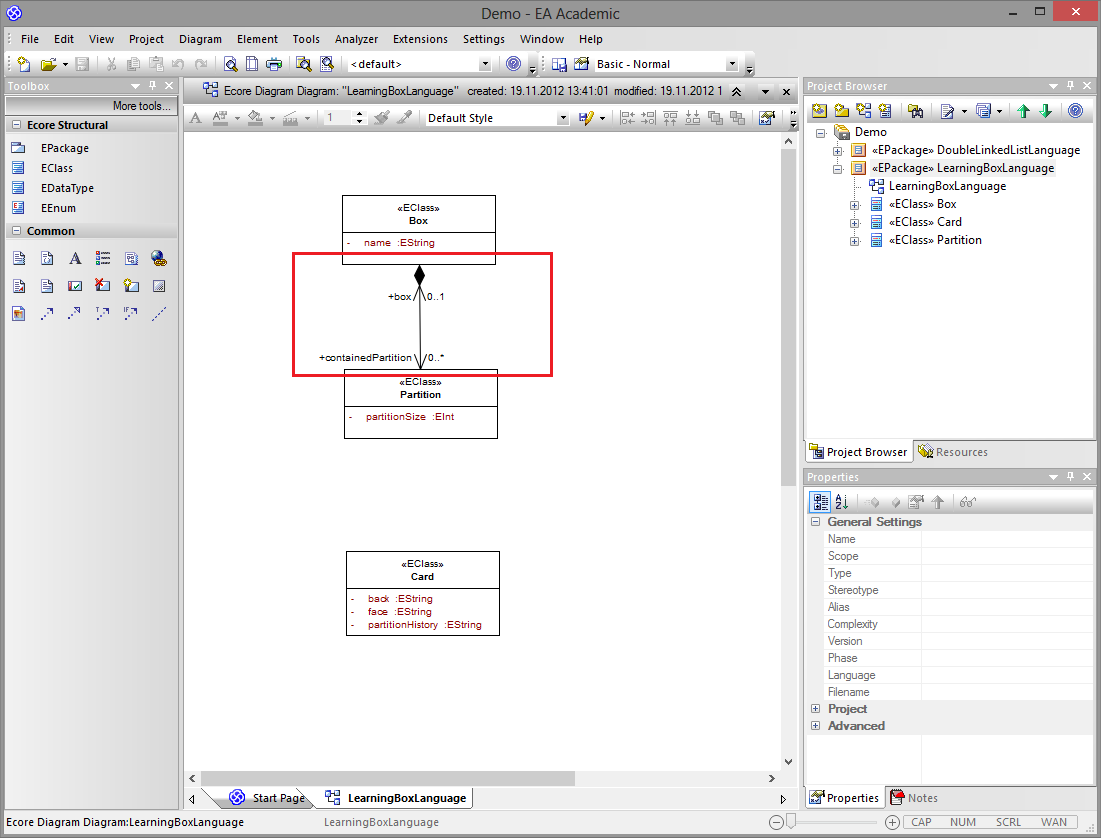 Demo - EA Academic
File Edit View Project Diagram Element Tools Analyzer Extensions Settings Window Help
<default>
Basic - Normal
Toolbox
More tools...
Ecore Structural
EPackage
EClass
EDataType
EEnum
Common
Ecore Diagram Diagram: "LearningBoxLanguage" created: 19.11.2012 13:41:01 modified: 19.11.2012 1
1
Default Style
«EClass»
Box
- name :EString
+box
0..1
+containedPartition
0..*
«EClass»
Partition
- partitionSize :EInt
«EClass»
Card
- back :EString
- face :EString
- partitionHistory :EString
Start Page
LearningBoxLanguage
Project Browser
Demo
«EPackage» DoubleLinkedListLanguage
«EPackage» LearningBoxLanguage
LearningBoxLanguage
«EClass» Box
«EClass» Card
«EClass» Partition
Project Browser
Resources
Properties
General Settings
Name
Scope
Type
Stereotype
Alias
Complexity
Version
Phase
Language
Filename
Project
Advanced
Properties
Notes
Ecore Diagram Diagram:LearningBoxLanguage
LearningBoxLanguage
CAP NUM SCRL WAN